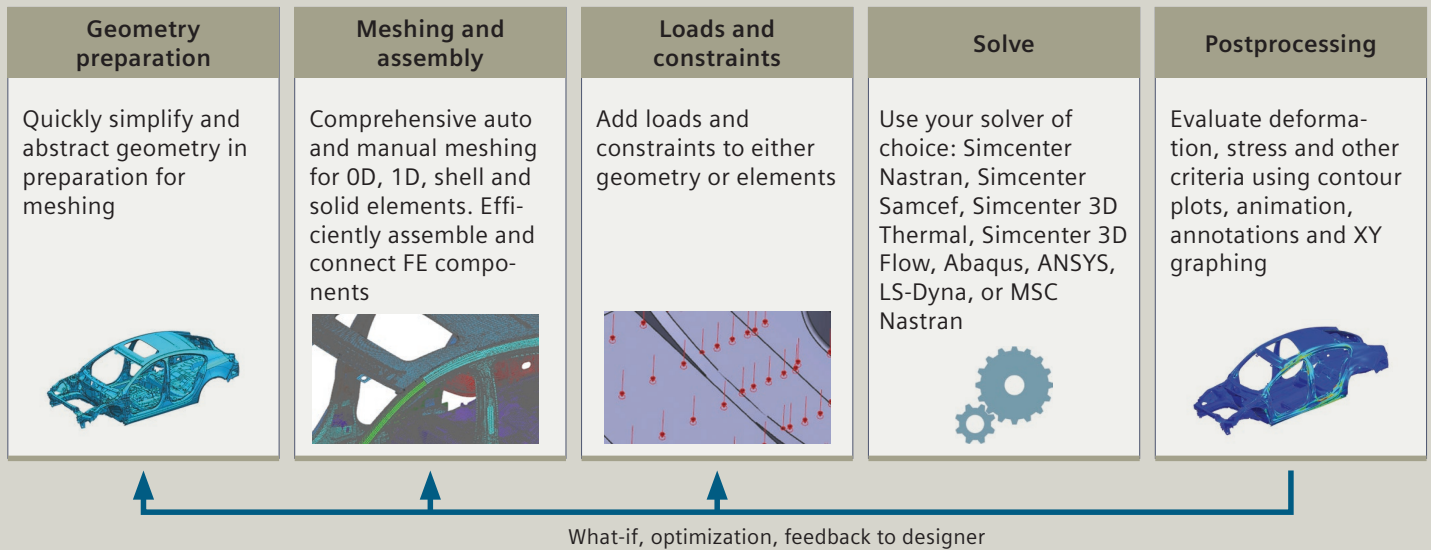 Geometry
preparation
Quickly simplify and
abstract geometry in
preparation for
meshing
Meshing and
assembly
Comprehensive auto
and manual meshing
for 0D, 1D, shell and
solid elements. Effi-
ciently assemble and
connect FE compo-
nents
Loads and
constraints
Add loads and
constraints to either
geometry or elements
Solve
Use your solver of
choice: Simcenter
Nastran, Simcenter
Samcef, Simcenter 3D
Thermal, Simcenter 3D
Flow, Abaqus, ANSYS,
LS-Dyna, or MSC
Nastran
Postprocessing
Evaluate deforma-
tion, stress and other
criteria using contour
plots, animation,
annotations and XY
graphing
What-if, optimization, feedback to designer